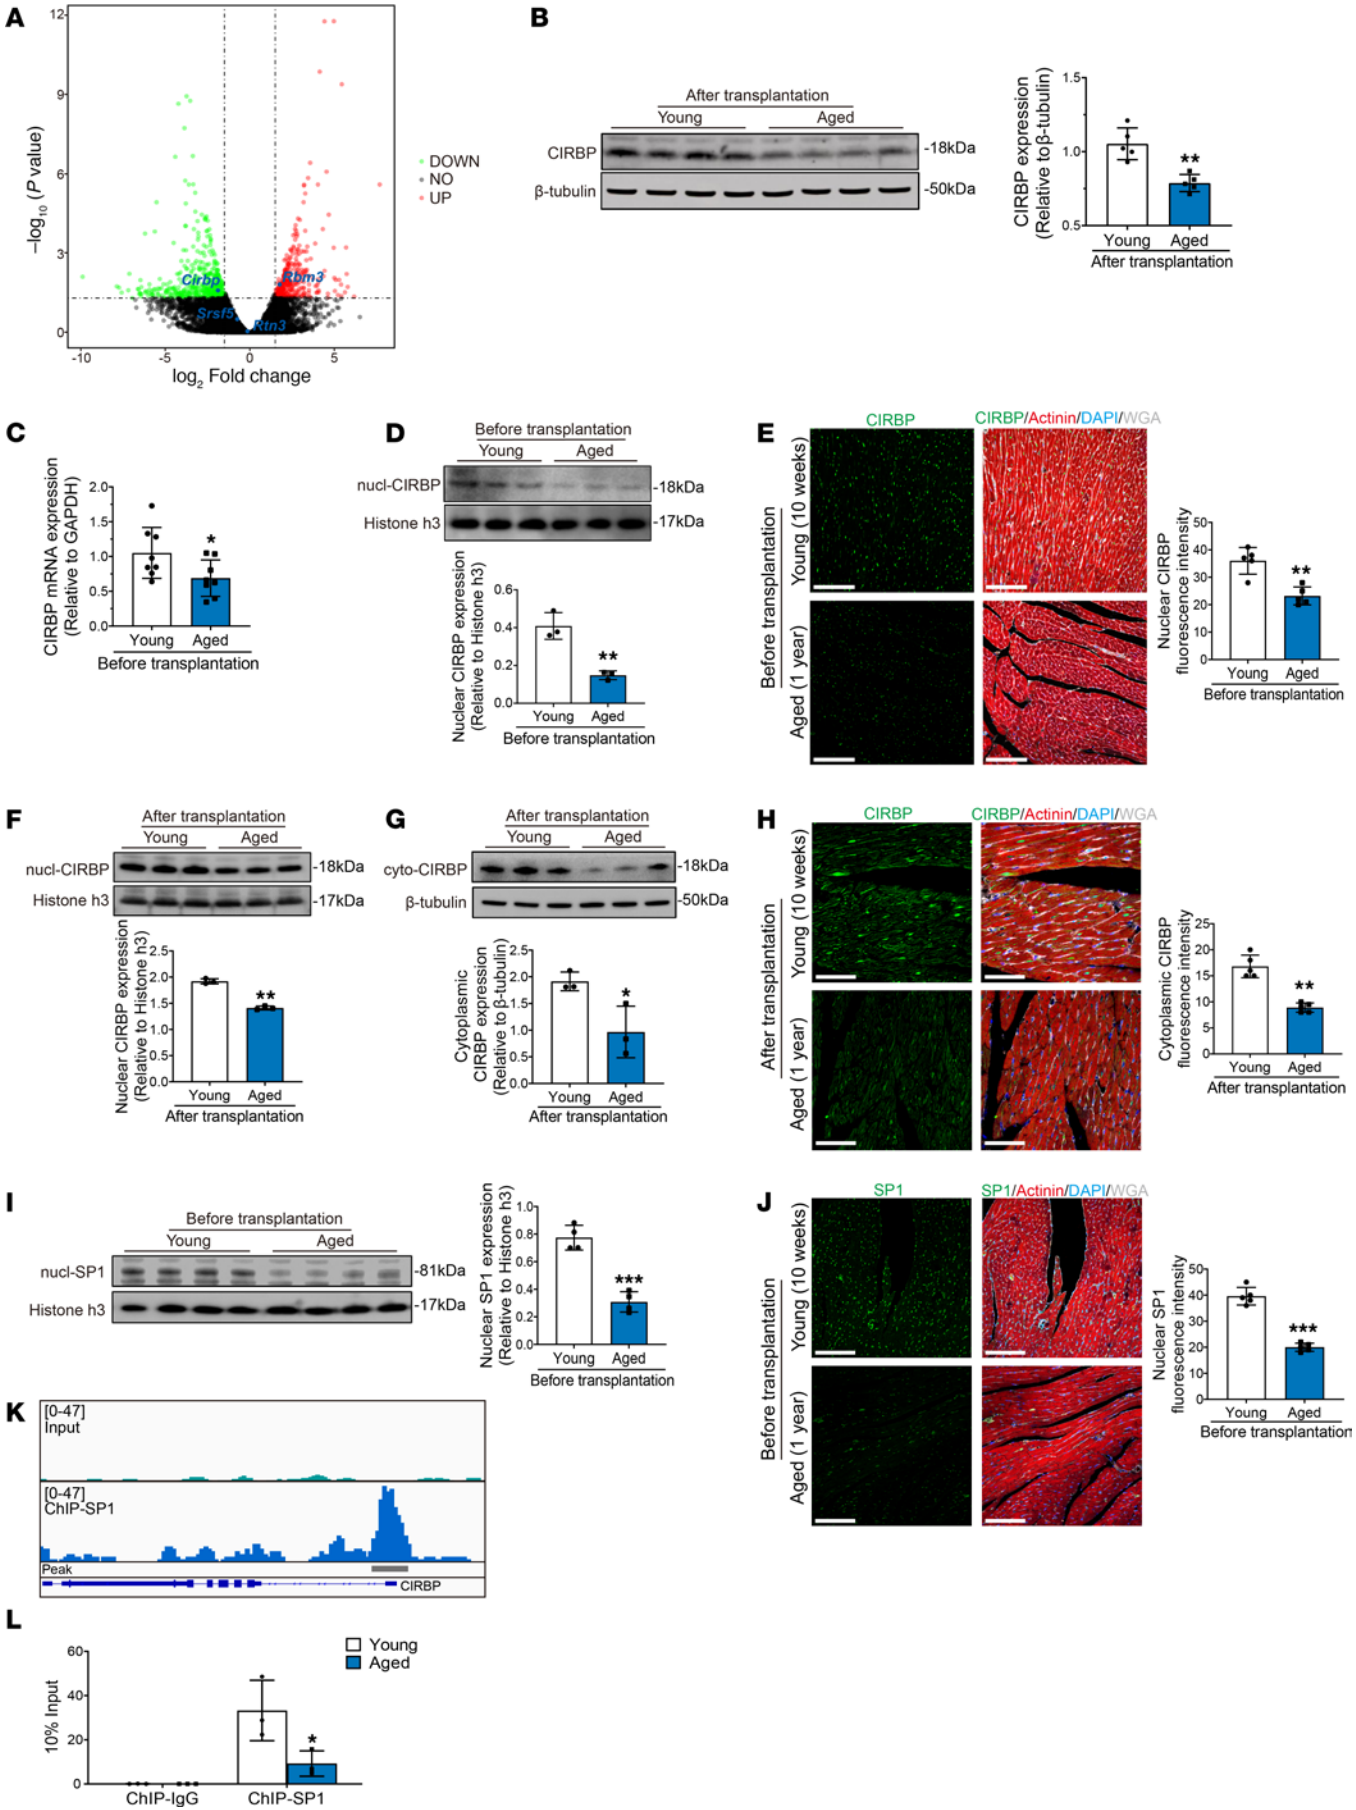 A
12
9
6
3
0
-10
-5
0
5
–log10 (P value)
log2 Fold change
Cirbp
Rbm3
Srsf5
Rtn3
DOWN
NO
UP
B
After transplantation
Young
Aged
CIRBP
-18kDa
β-tubulin
-50kDa
CIRBP expression
(Relative toβ-tubulin)
1.5
1.0
0.5
**
Young
Aged
After transplantation
C
CIRBP mRNA expression
(Relative to GAPDH)
2.0
1.5
1.0
0.5
0.0
*
Young
Aged
Before transplantation
D
Before transplantation
Young
Aged
nucl-CIRBP
-18kDa
Histone h3
-17kDa
Nuclear CIRBP expression
(Relative to Histone h3)
0.6
0.4
0.2
0.0
**
Young
Aged
Before transplantation
E
CIRBP
CIRBP/Actinin/DAPI/WGA
Before transplantation
Young (10 weeks)
Aged (1 year)
Nuclear CIRBP
fluorescence intensity
50
40
30
20
10
0
**
Young
Aged
Before transplantation
F
After transplantation
Young
Aged
nucl-CIRBP
-18kDa
Histone h3
-17kDa
Nuclear CIRBP expression
(Relative to Histone h3)
2.5
2.0
1.5
1.0
0.5
0.0
**
Young
Aged
After transplantation
G
After transplantation
Young
Aged
cyto-CIRBP
-18kDa
β-tubulin
-50kDa
Cytoplasmic
CIRBP expression
(Relative to β-tubulin)
2.5
2.0
1.5
1.0
0.5
0.0
*
Young
Aged
After transplantation
H
CIRBP
CIRBP/Actinin/DAPI/WGA
After transplantation
Young (10 weeks)
Aged (1 year)
Cytoplasmic CIRBP
fluorescence intensity
25
20
15
10
5
0
**
Young
Aged
After transplantation
I
Before transplantation
Young
Aged
nucl-SP1
-81kDa
Histone h3
-17kDa
Nuclear SP1 expression
(Relative to Histone h3)
1.0
0.8
0.6
0.4
0.2
0.0
***
Young
Aged
Before transplantation
J
SP1
SP1/Actinin/DAPI/WGA
Before transplantation
Young (10 weeks)
Aged (1 year)
Nuclear SP1
fluorescence intensity
50
40
30
20
10
0
***
Young
Aged
Before transplantation
K
[0-47]
Input
[0-47]
ChIP-SP1
Peak
CIRBP
L
10% Input
60
40
20
0
Young
Aged
*
ChIP-IgG
ChIP-SP1